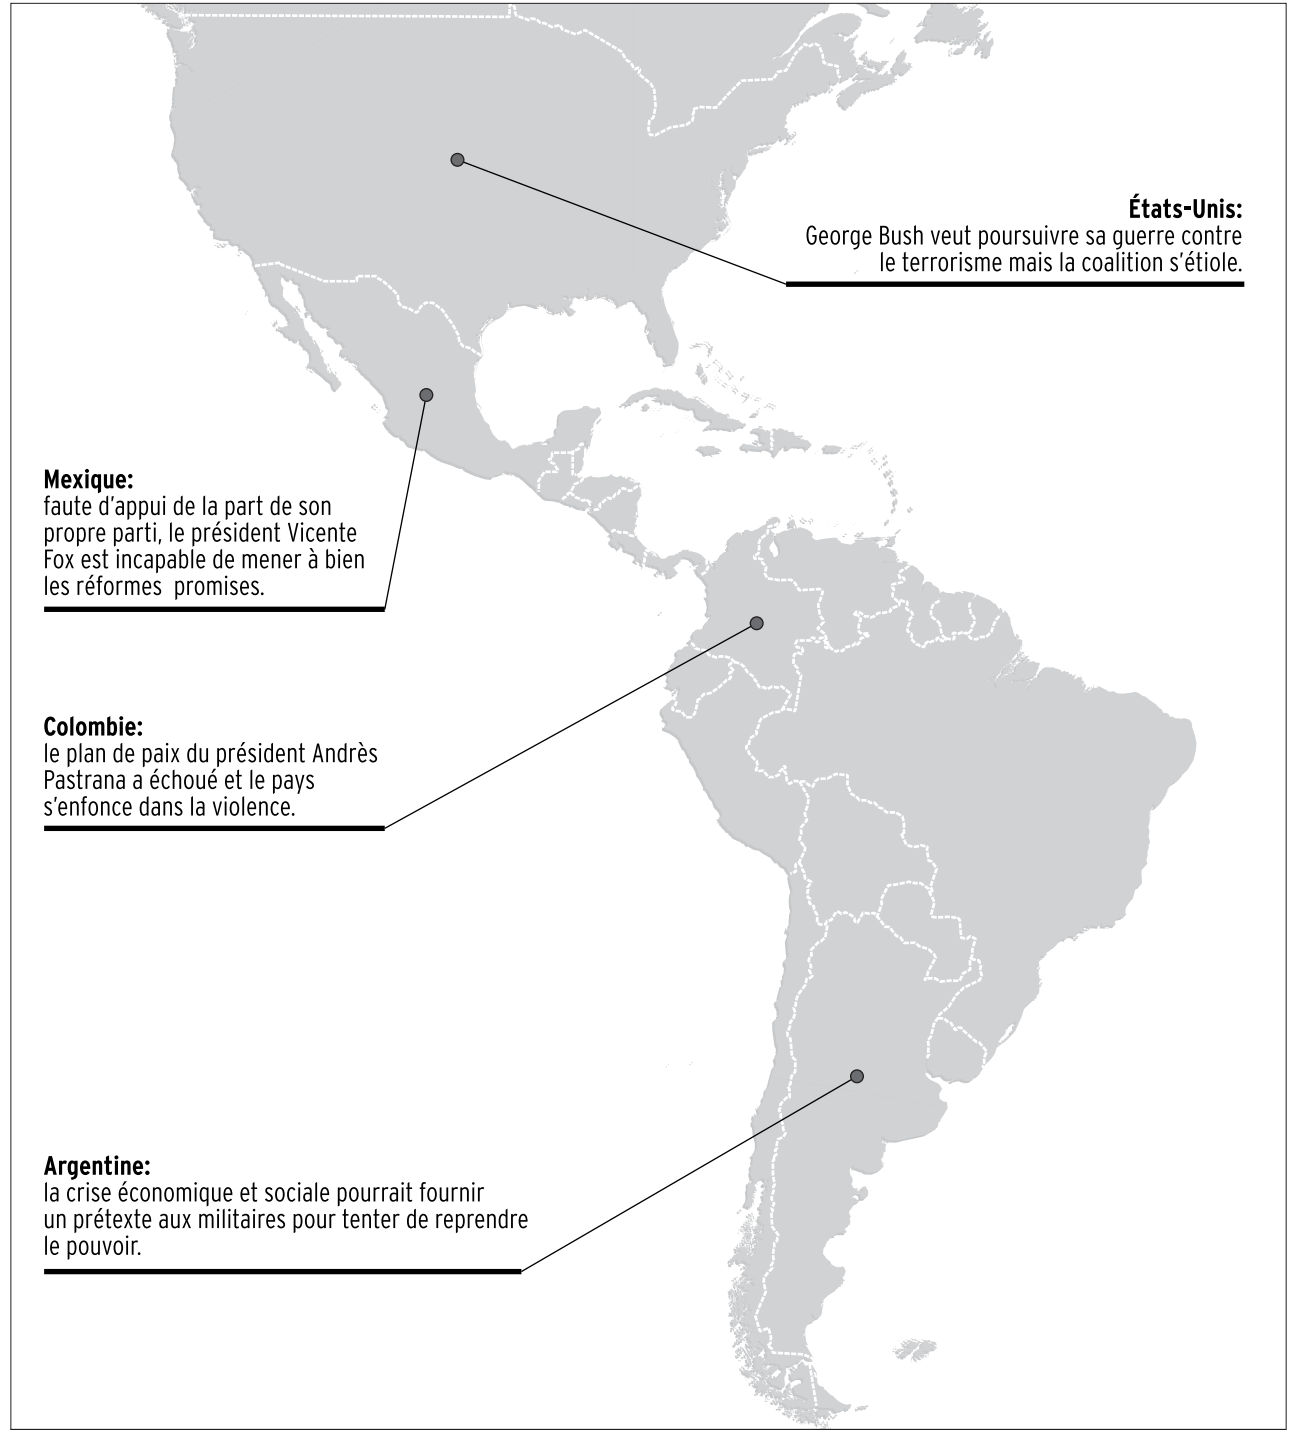 États-Unis:
George Bush veut poursuivre sa guerre contre
le terrorisme mais la coalition s’étiole.
Mexique:
faute d’appui de la part de son
propre parti, le président Vicente
Fox est incapable de mener à bien
les réformes  promises.
Colombie:
le plan de paix du président Andrès
Pastrana a échoué et le pays
s’enfonce dans la violence.
Argentine:
la crise économique et sociale pourrait fournir
un prétexte aux militaires pour tenter de reprendre
le pouvoir.